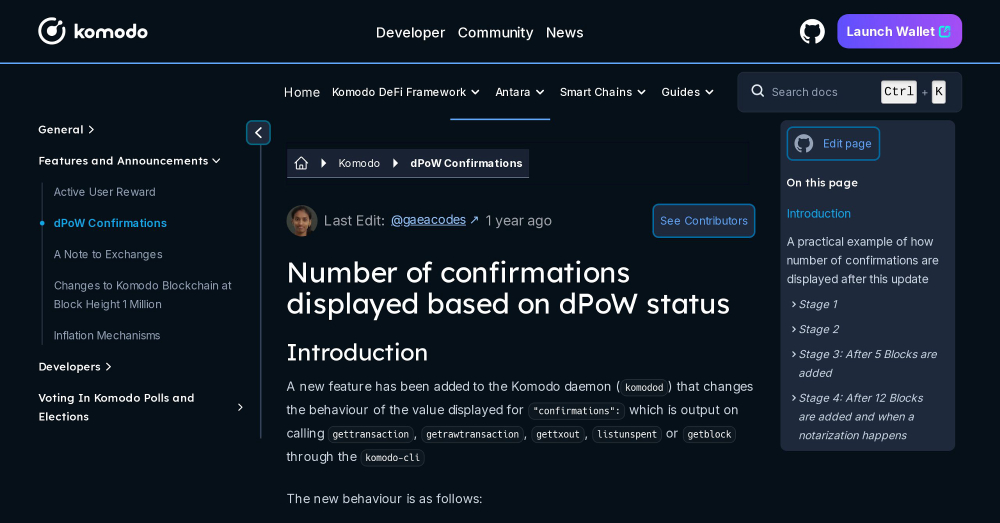 komodo
Developer Community News
Launch Wallet
Home Komodo DeFi Framework Antara Smart Chains Guides
Search docs Ctrl + K
General
Features and Announcements
Active User Reward
dPoW Confirmations
A Note to Exchanges
Changes to Komodo Blockchain at
Block Height 1 Million
Inflation Mechanisms
Developers
Voting In Komodo Polls and
Elections
Komodo dPoW Confirmations
Last Edit: @gaeacodes ↗ 1 year ago
See Contributors
Number of confirmations
displayed based on dPoW status
Introduction
A new feature has been added to the Komodo daemon (komodod) that changes
the behaviour of the value displayed for "confirmations": which is output on
calling gettransaction, getrawtransaction, gettxout, listunspent or getblock
through the komodo-cli
The new behaviour is as follows:
Edit page
On this page
Introduction
A practical example of how
number of confirmations are
displayed after this update
Stage 1
Stage 2
Stage 3: After 5 Blocks are
added
Stage 4: After 12 Blocks
are added and when a
notarization happens